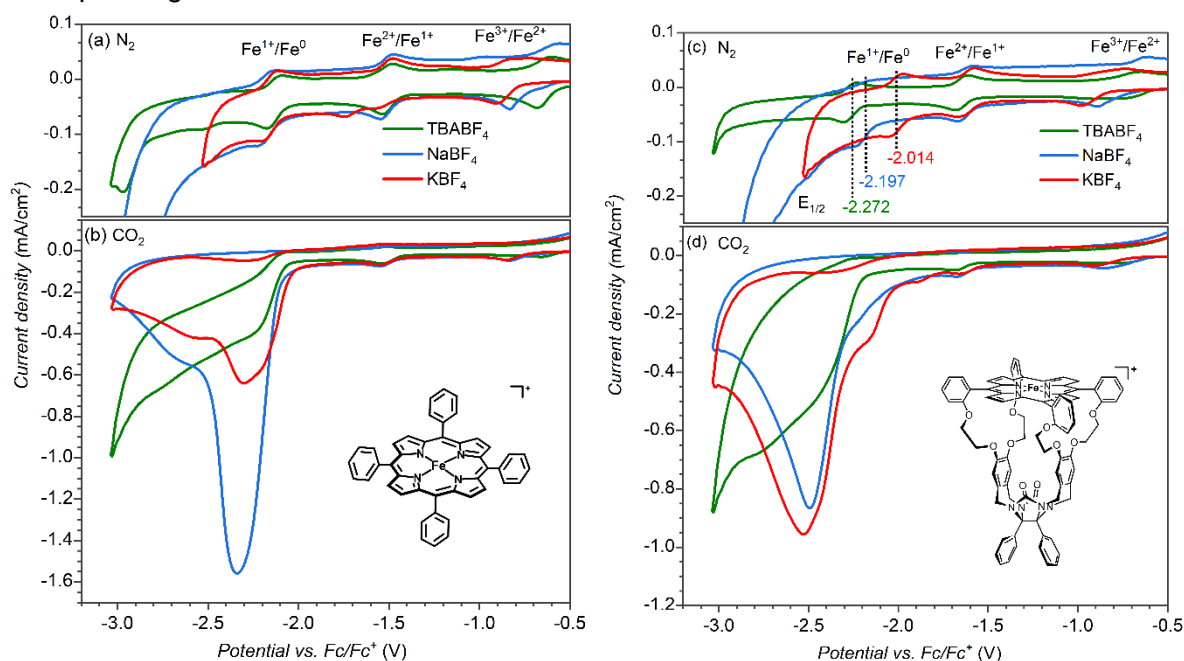 (a) N2
Fe1+/Fe0
Fe2+/Fe1+
Fe3+/Fe2+
0.1
0.0
-0.1
-0.2
TBABF4
NaBF4
KBF4
(b) CO2
0.0
-0.2
-0.4
-0.6
-0.8
-1.0
-1.2
-1.4
-1.6
Current density (mA/cm2)
N
N
Fe
N
N
]+
-3.0
-2.5
-2.0
-1.5
-1.0
-0.5
Potential vs. Fc/Fc+ (V)
(c) N2
Fe1+/Fe0
Fe2+/Fe1+
Fe3+/Fe2+
0.1
0.0
-0.1
-0.2
TBABF4
NaBF4
KBF4
-2.014
-2.197
E1/2
-2.272
(d) CO2
0.0
-0.2
-0.4
-0.6
-0.8
-1.0
-1.2
Current density (mA/cm2)
]+
N
N
Fe
N
N
O
O
O
O
O
O
O
O
O
O
N
N
N
N
-3.0
-2.5
-2.0
-1.5
-1.0
-0.5
Potential vs. Fc/Fc+ (V)